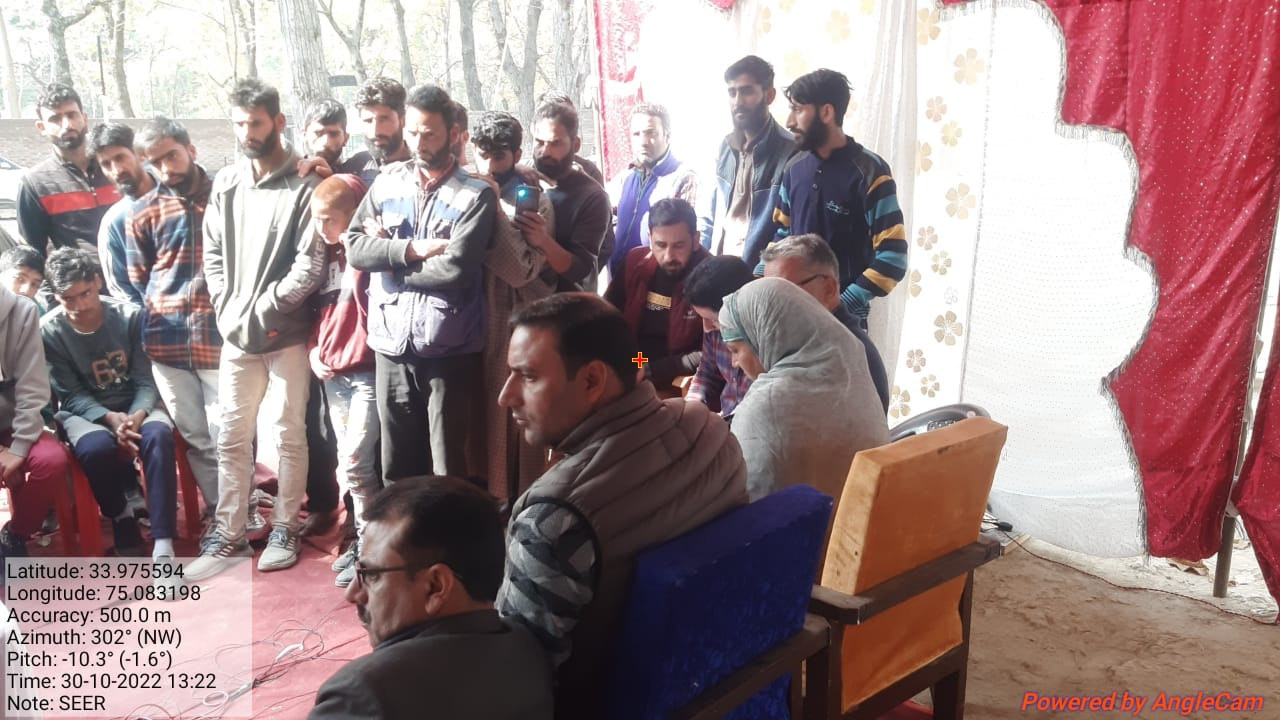 Latitude: 33.975594
Longitude: 75.083198
Accuracy: 500.0 m
Azimuth: 302° (NW)
Pitch: -10.3° (-1.6°)
Time: 30-10-2022 13:22
Note: SEER
Powered by AngleCam